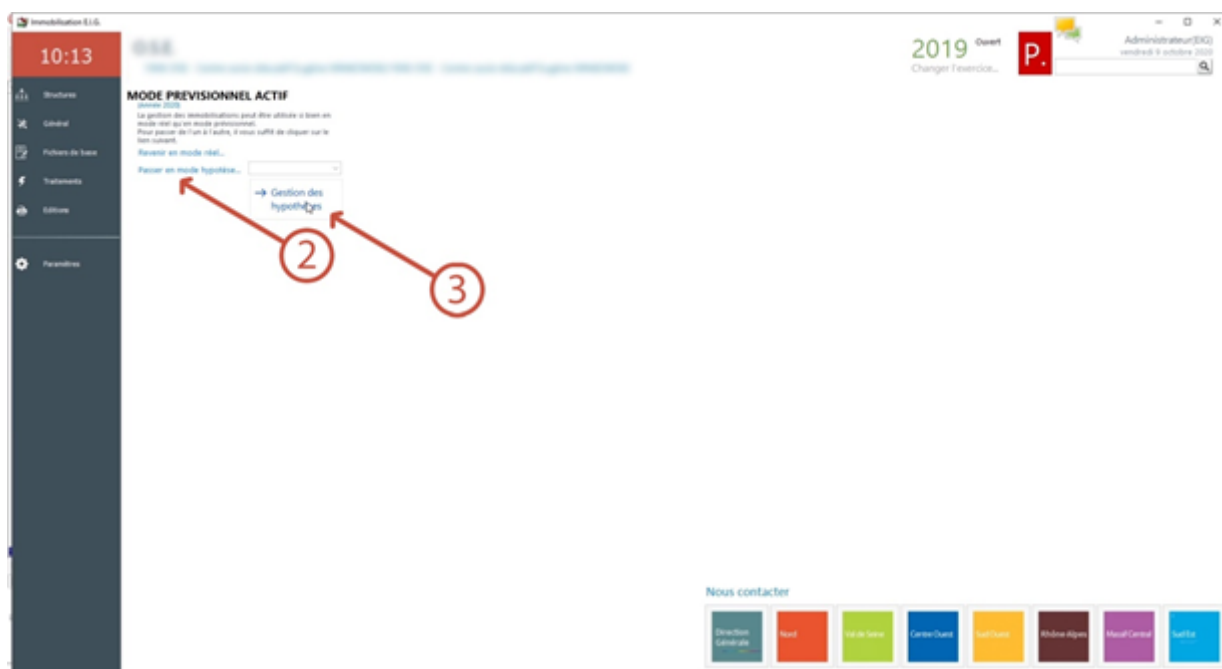 Immobilisation E.I.G.
10:13
2019 Ouvert
Changer l'exercice...
P.
Administrateur(EIG)
vendredi 9 octobre 2020
Structures
Général
Fichiers de base
Traitements
Editions
Paramètres
MODE PREVISIONNEL ACTIF
(Année 2020)
La gestion des immobilisations peut être utilisée si bien en
mode réel qu'en mode prévisionnel.
Pour passer de l'un à l'autre, il vous suffit de cliquer sur le
lien suivant.
Revenir en mode réel...
Passer en mode hypotèse...
Gestion des
hypothèses
2
3
Nous contacter
Direction
Générale
Nord
Val de Seine
Centre Ouest
Sud Ouest
Rhône-Alpes
Massif Central
Sud Est